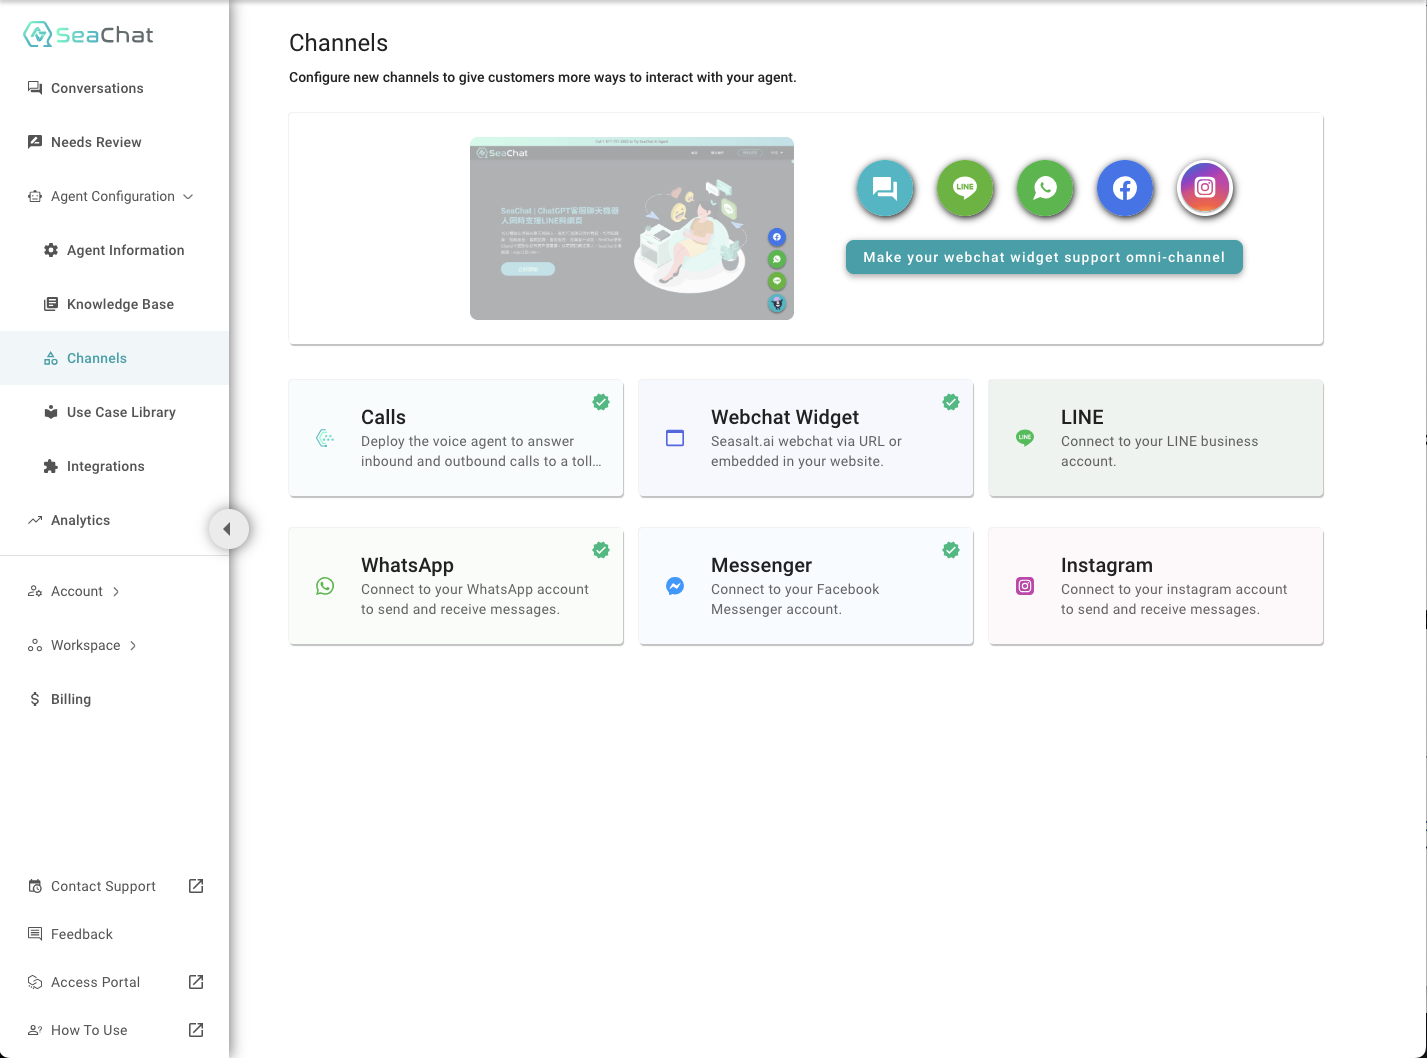 SeaChat
Conversations
Needs Review
Agent Configuration
Agent Information
Knowledge Base
Channels
Use Case Library
Integrations
Analytics
Account
Workspace
Billing
Contact Support
Feedback
Access Portal
How To Use
Channels
Configure new channels to give customers more ways to interact with your agent.
SeaChat
SeaChat | ChatGPT客服聊天機器
人同時支援LINE與網頁
LINE
Make your webchat widget support omni-channel
Calls
Deploy the voice agent to answer
inbound and outbound calls to a toll...
Webchat Widget
Seasalt.ai webchat via URL or
embedded in your website.
LINE
LINE
Connect to your LINE business
account.
WhatsApp
Connect to your WhatsApp account
to send and receive messages.
Messenger
Connect to your Facebook
Messenger account.
Instagram
Connect to your instagram account
to send and receive messages.